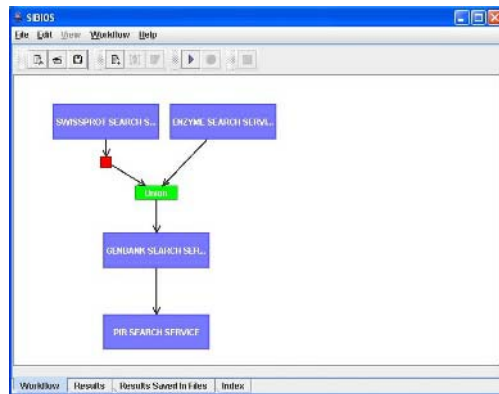 SIBIOS
File Edit View Workflow Help
SWISSPROT SEARCH S...
ENZYME SEARCH SERVI...
Union
GENBANK SEARCH SER...
PIR SEARCH SERVICE
Workflow Results Results Saved In Files Index